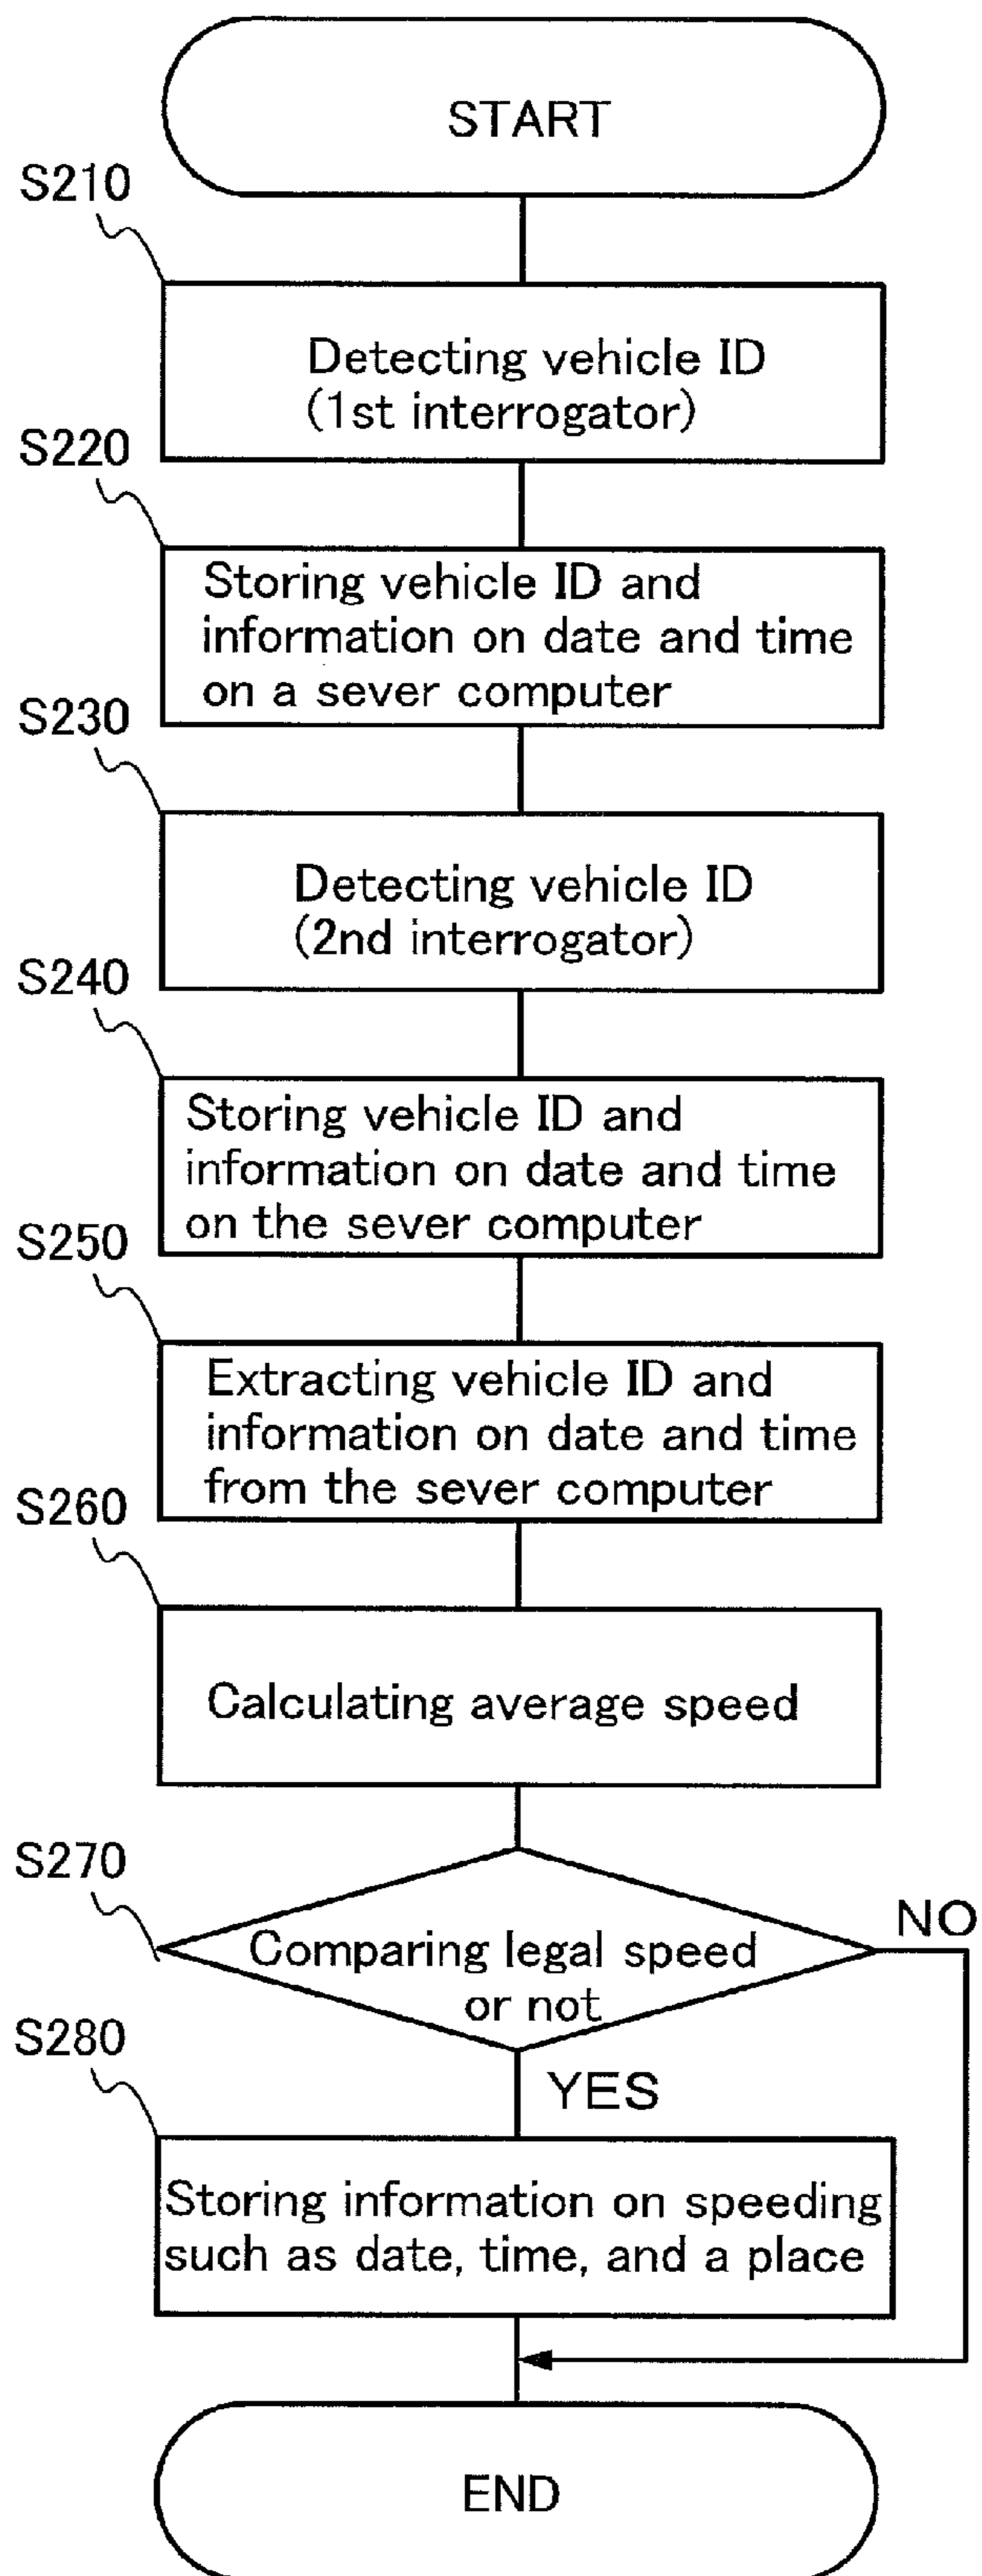 START
S210
Detecting vehicle ID
(1st interrogator)
S220
Storing vehicle ID and
information on date and time
on a sever computer
S230
Detecting vehicle ID
(2nd interrogator)
S240
Storing vehicle ID and
information on date and time
on the sever computer
S250
Extracting vehicle ID and
information on date and time
from the sever computer
S260
Calculating average speed
S270
NO
Comparing legal speed
or not
S280
YES
Storing information on speeding
such as date, time, and a place
END